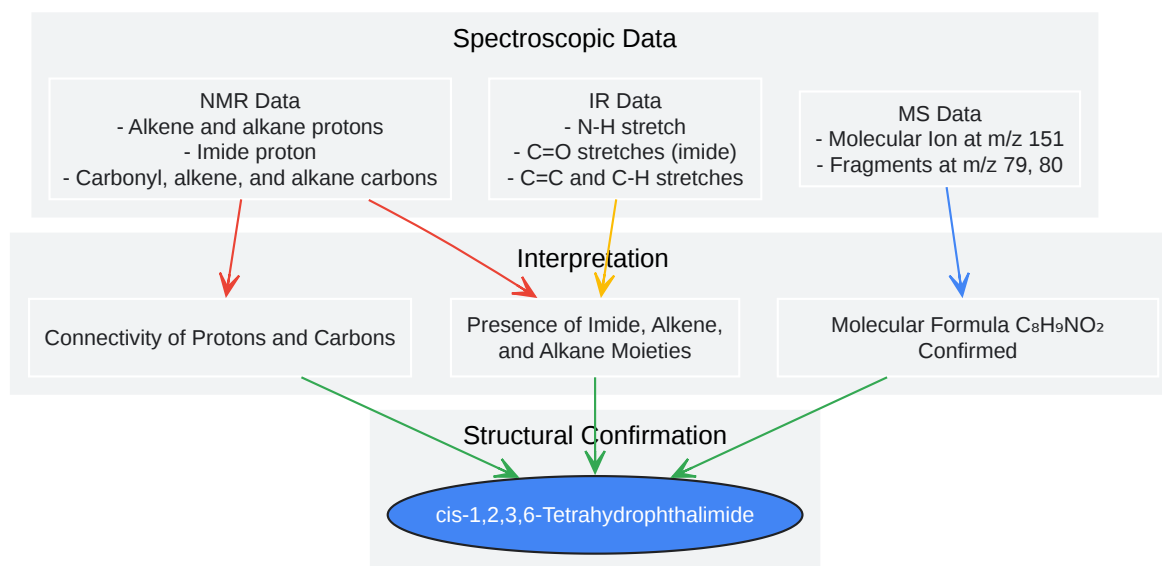 Spectroscopic Data
NMR Data
- Alkene and alkane protons
- Imide proton
- Carbonyl, alkene, and alkane carbons
IR Data
- N-H stretch
- C=O stretches (imide)
- C=C and C-H stretches
MS Data
- Molecular Ion at m/z 151
- Fragments at m/z 79, 80
Interpretation
Connectivity of Protons and Carbons
Presence of Imide, Alkene,
and Alkane Moieties
Molecular Formula C₈H₉NO₂
Confirmed
Structural Confirmation
cis-1,2,3,6-Tetrahydrophthalimide